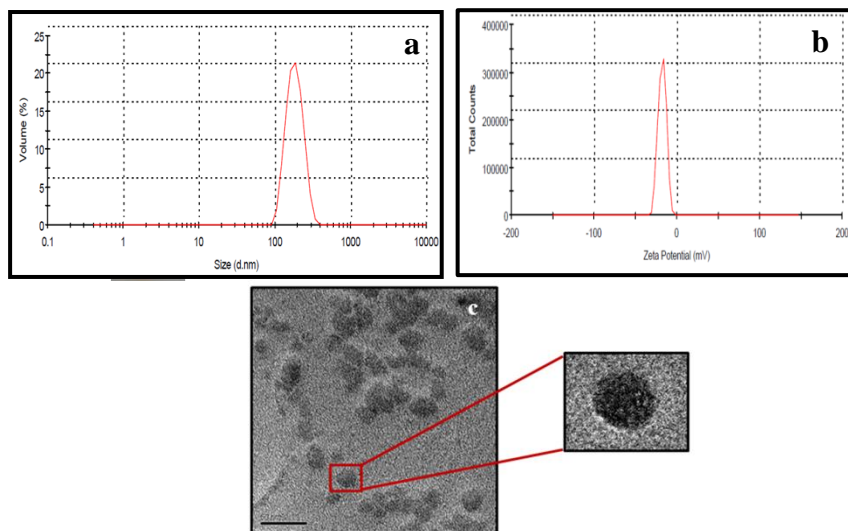 a
25
20
15
10
5
0
Volume (%)
0.1 1 10 100 1000 10000
Size (d.nm)
b
400000
300000
200000
100000
0
Total Counts
-200 -100 0 100 200
Zeta Potential (mV)
c